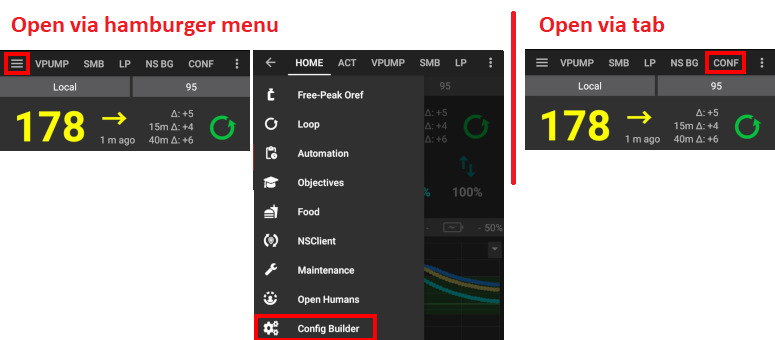 Open via hamburger menu
VPUMP SMB LP NS BG CONF
Local 95
178
Δ: +5
15m Δ: +4
1 m ago 40m Δ: +6
HOME ACT VPUMP SMB LP
Free-Peak Oref
Loop
Automation
Objectives
Food
NSClient
Maintenance
Open Humans
Config Builder
95
Δ: +5
Δ: +4
Δ: +6
% 100%
- - 50%
Open via tab
VPUMP SMB LP NS BG CONF
Local 95
178
Δ: +5
15m Δ: +4
1 m ago 40m Δ: +6